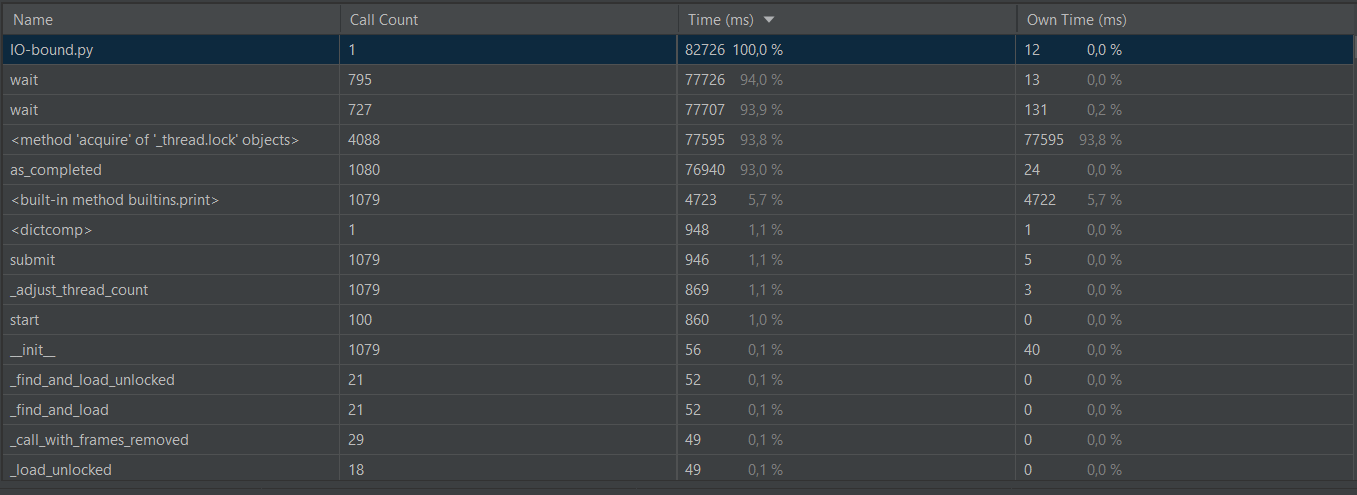 Name Call Count Time (ms) Own Time (ms)
IO-bound.py 1 82726 100,0 % 12 0,0 %
wait 795 77726 94,0 % 13 0,0 %
wait 727 77707 93,9 % 131 0,2 %
<method 'acquire' of '_thread.lock' objects> 4088 77595 93,8 % 77595 93,8 %
as_completed 1080 76940 93,0 % 24 0,0 %
<built-in method builtins.print> 1079 4723 5,7 % 4722 5,7 %
<dictcomp> 1 948 1,1 % 1 0,0 %
submit 1079 946 1,1 % 5 0,0 %
_adjust_thread_count 1079 869 1,1 % 3 0,0 %
start 100 860 1,0 % 0 0,0 %
__init__ 1079 56 0,1 % 40 0,0 %
_find_and_load_unlocked 21 52 0,1 % 0 0,0 %
_find_and_load 21 52 0,1 % 0 0,0 %
_call_with_frames_removed 29 49 0,1 % 0 0,0 %
_load_unlocked 18 49 0,1 % 0 0,0 %